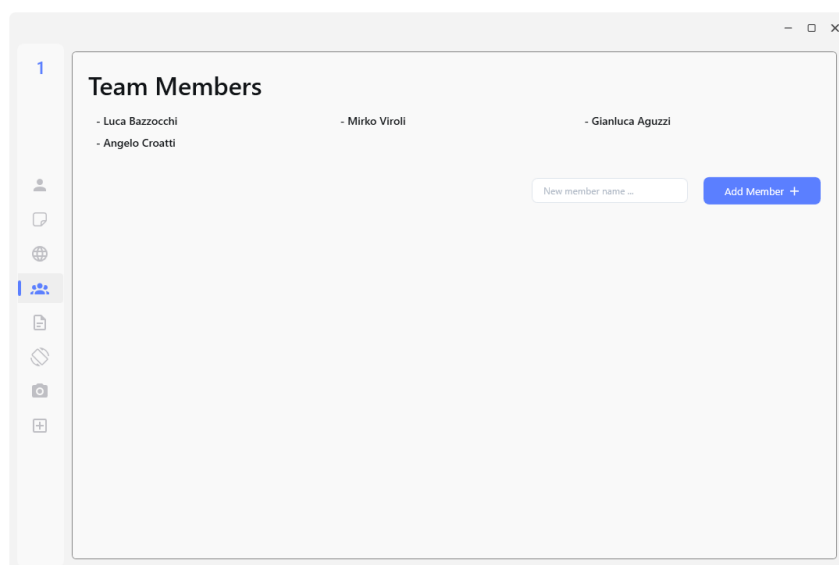 1
Team Members
- Luca Bazzocchi - Mirko Viroli - Gianluca Aguzzi
- Angelo Croatti
New member name ... Add Member +